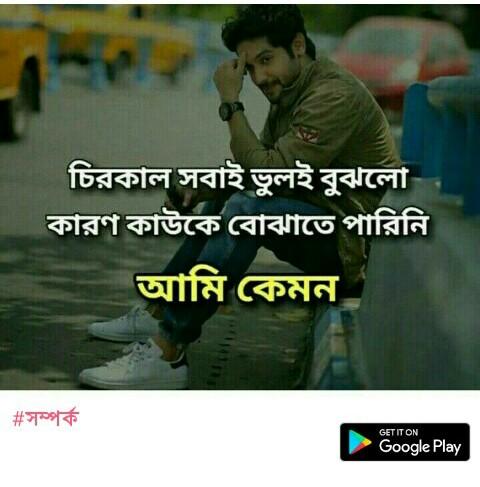 চিরকাল সবাই ভুলই বুঝলো
কারণ কাউকে বোঝাতে পারিনি
আমি কেমন
#সম্পর্ক
GET IT ON
Google Play